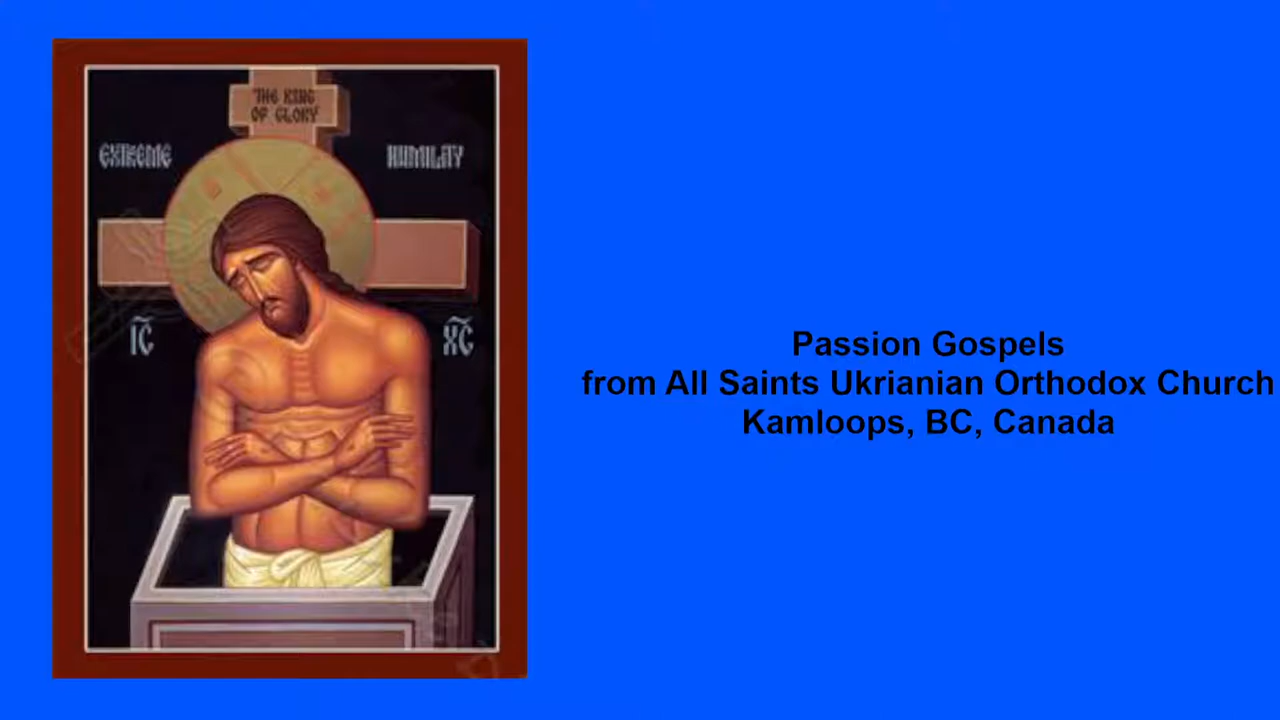 THE KING
OF GLORY
EXTREME HUMILITY
IC XC
Passion Gospels
from All Saints Ukrianian Orthodox Church
Kamloops, BC, Canada